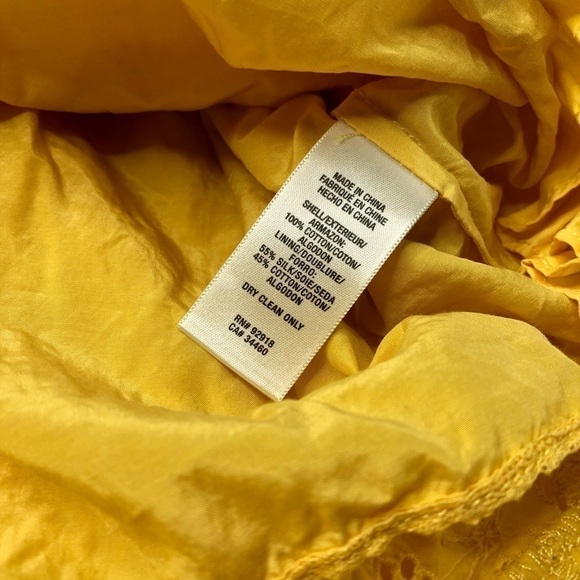 MADE IN CHINA
FABRIQUE EN CHINE
HECHO EN CHINA
SHELL/EXTERIEUR/
ARMAZON:
100% COTTON/COTON/
ALGODON
LINING/DOUBLURE/
FORRO:
55% SILK/SOIE/SEDA
45% COTTON/COTON/
ALGODON
DRY CLEAN ONLY
RN# 92918
CA# 34460